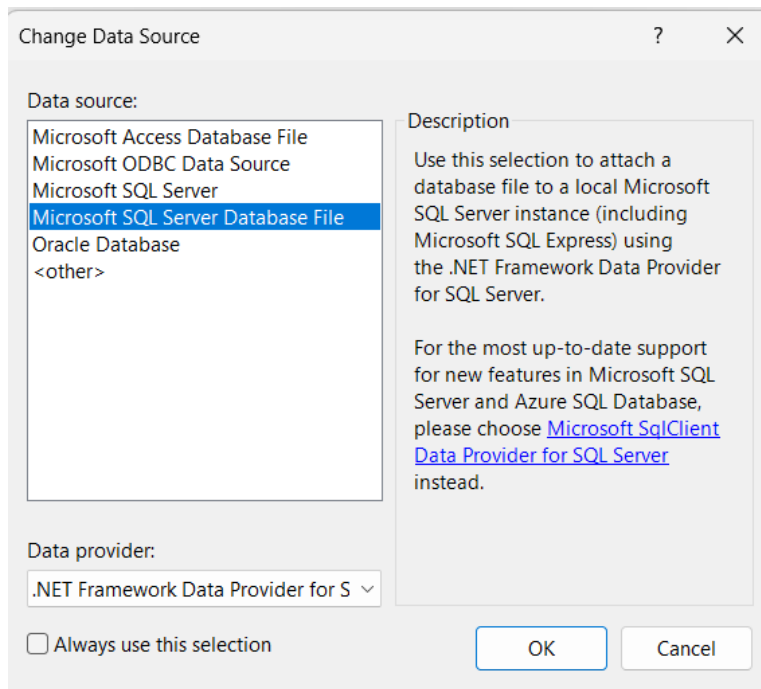 Change Data Source
?
Data source:
Microsoft Access Database File
Microsoft ODBC Data Source
Microsoft SQL Server
Microsoft SQL Server Database File
Oracle Database
<other>
Data provider:
.NET Framework Data Provider for S
Always use this selection
Description
Use this selection to attach a
database file to a local Microsoft
SQL Server instance (including
Microsoft SQL Express) using
the .NET Framework Data Provider
for SQL Server.
For the most up-to-date support
for new features in Microsoft SQL
Server and Azure SQL Database,
please choose Microsoft SqlClient
Data Provider for SQL Server
instead.
OK
Cancel